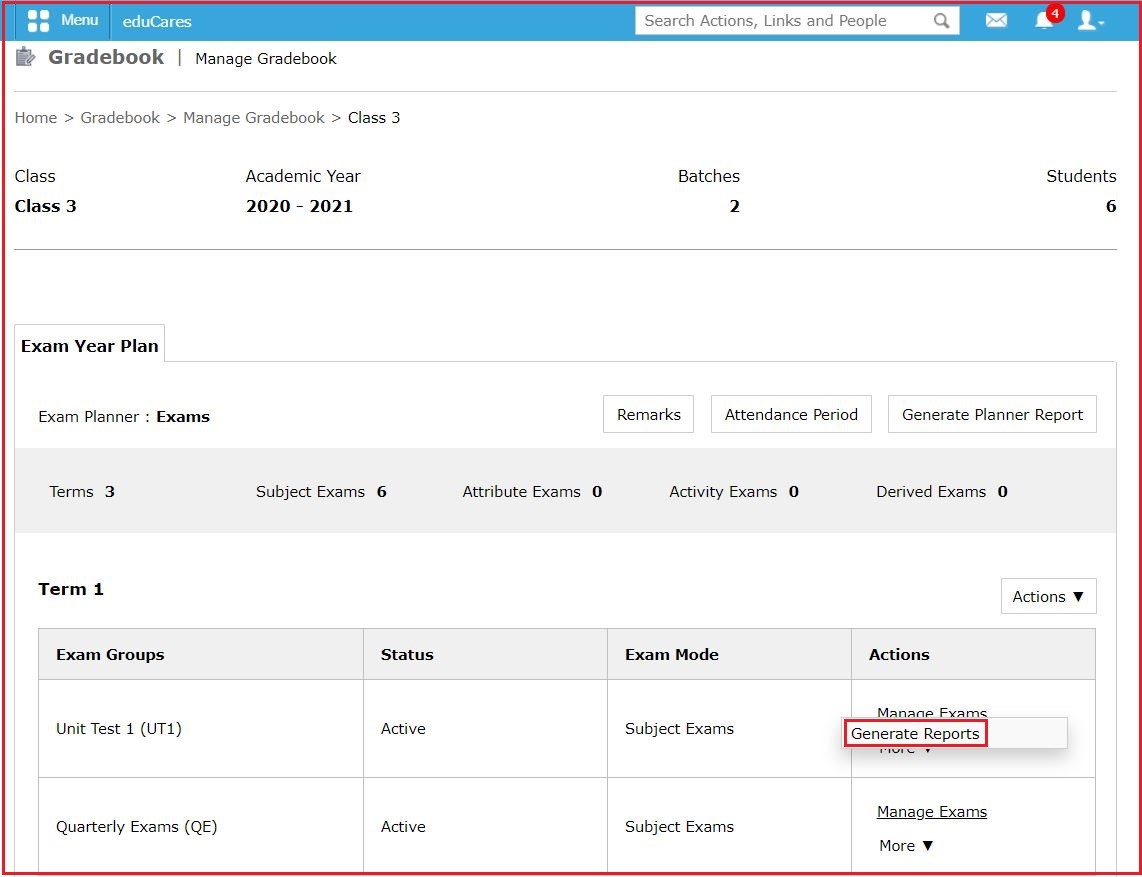 Menu eduCares Search Actions, Links and People 4
Gradebook | Manage Gradebook
Home > Gradebook > Manage Gradebook > Class 3
Class Academic Year Batches Students
Class 3 2020 - 2021 2 6
Exam Year Plan
Exam Planner : Exams Remarks Attendance Period Generate Planner Report
Terms 3 Subject Exams 6 Attribute Exams 0 Activity Exams 0 Derived Exams 0
Term 1
Actions ▼
Exam Groups Status Exam Mode Actions
Manage Exams
Unit Test 1 (UT1) Active Subject Exams Generate Reports
More ▼
Manage Exams
Quarterly Exams (QE) Active Subject Exams
More ▼